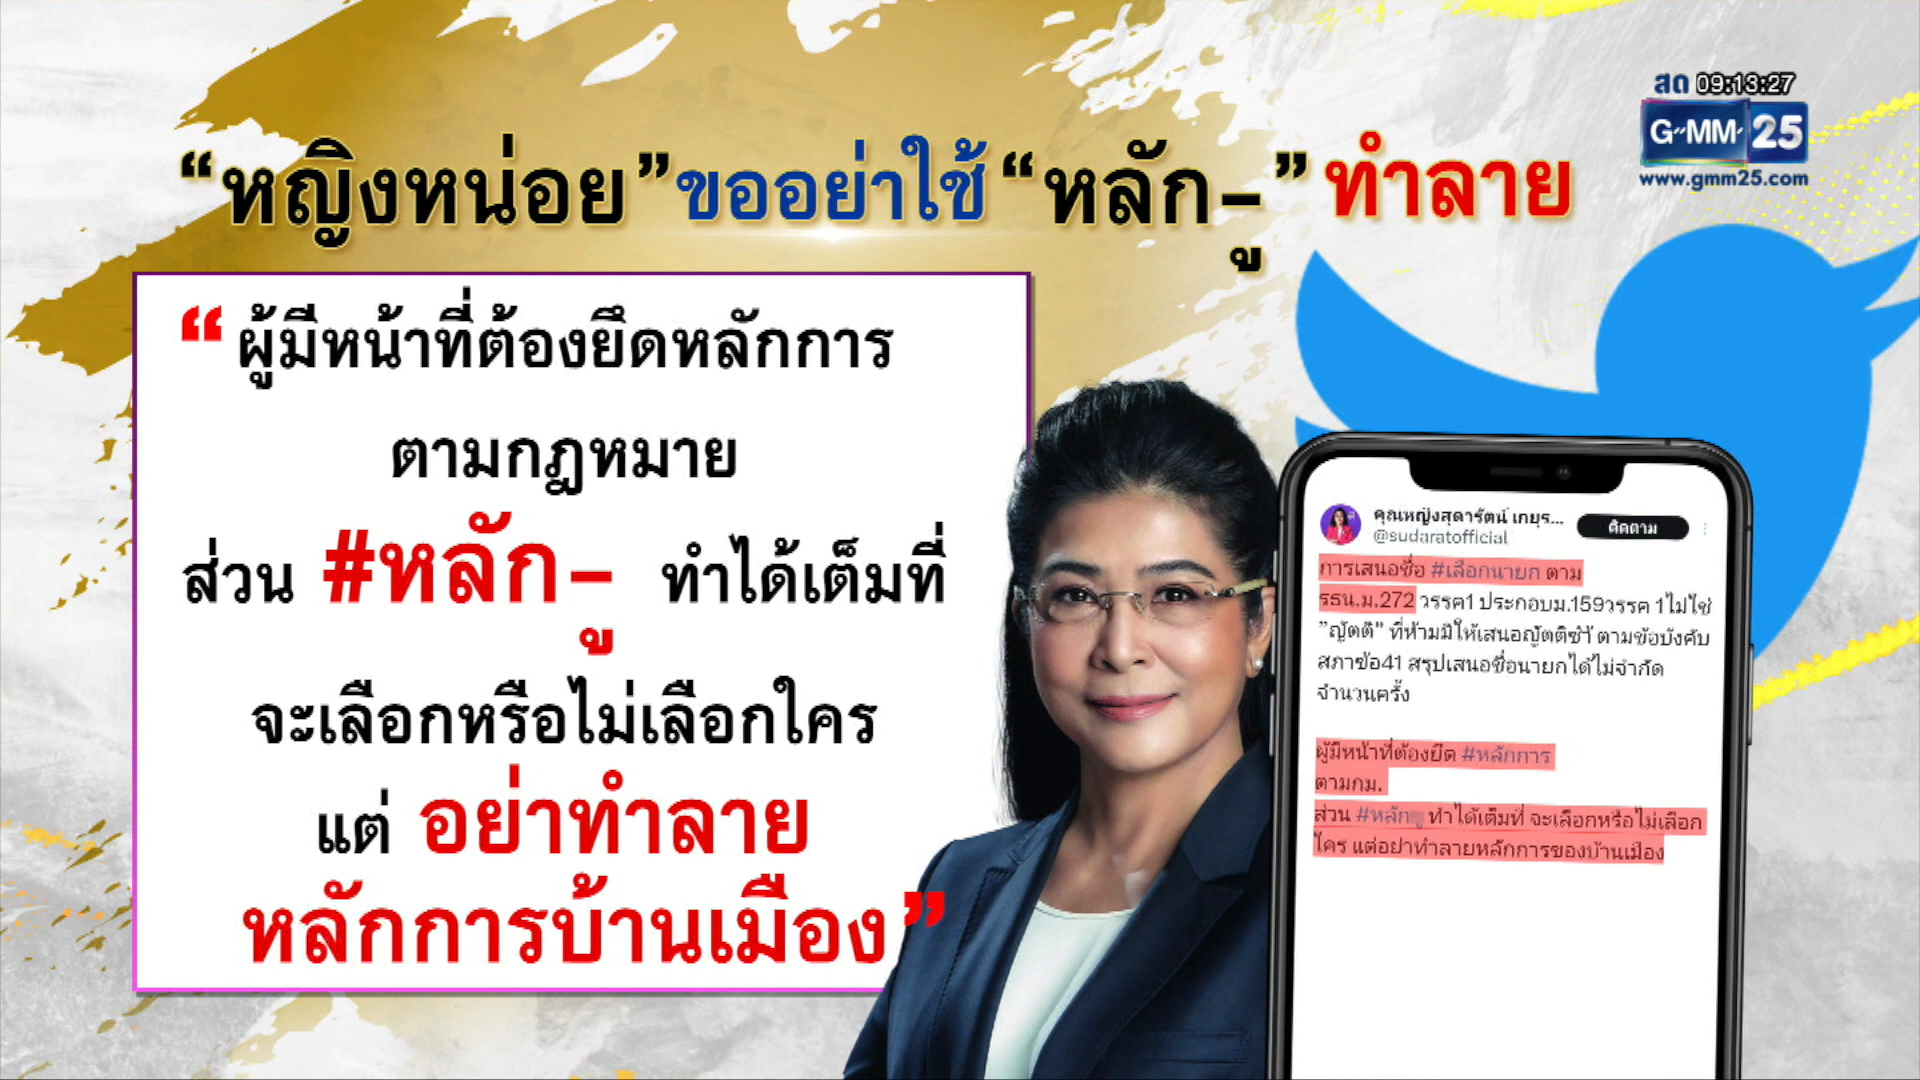 สด 09:13:27
GMM 25
www.gmm25.com
“หญิงหน่อย” ขออย่าใช้ “หลัก-ู” ทำลาย
“ผู้มีหน้าที่ต้องยึดหลักการ
ตามกฎหมาย
ส่วน #หลัก-ู ทำได้เต็มที่
จะเลือกหรือไม่เลือกใคร
แต่ อย่าทำลาย
หลักการบ้านเมือง”
คุณหญิงสุดารัตน์ เกยุร...
ติดตาม
@sudaratofficial
การเสนอชื่อ #เลือกนายก ตาม
รธน.ม.272 วรรค1 ประกอบม.159วรรค 1ไม่ใช่
”ญัตติ" ที่ห้ามมิให้เสนอญัตติซ้ำ ตามข้อบังคับ
สภาข้อ41 สรุปเสนอชื่อนายกได้ไม่จำกัด
จำนวนครั้ง
ผู้มีหน้าที่ต้องยึด #หลักการ
ตามกม.
ส่วน #หลักู ทำได้เต็มที่ จะเลือกหรือไม่เลือก
ใคร แต่อย่าทำลายหลักการของบ้านเมือง